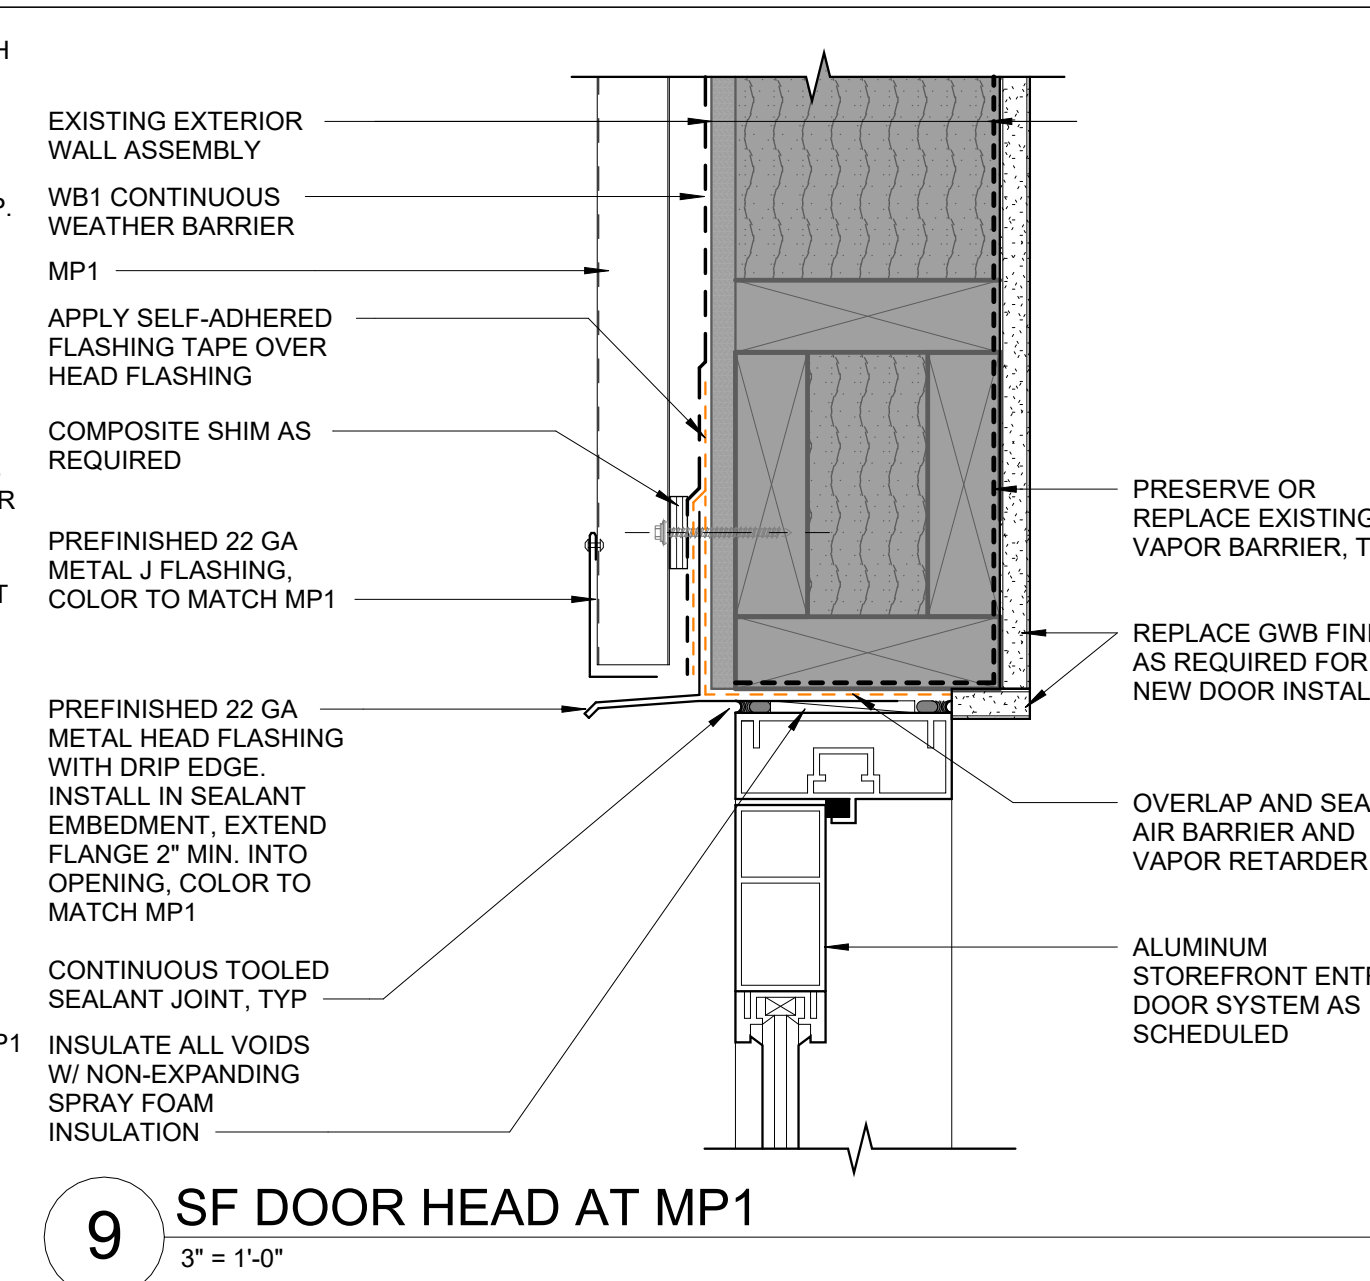 EXISTING EXTERIOR
WALL ASSEMBLY
WB1 CONTINUOUS
WEATHER BARRIER
MP1
APPLY SELF-ADHERED
FLASHING TAPE OVER
HEAD FLASHING
COMPOSITE SHIM AS
REQUIRED
PREFINISHED 22 GA
METAL J FLASHING,
COLOR TO MATCH MP1
PREFINISHED 22 GA
METAL HEAD FLASHING
WITH DRIP EDGE.
INSTALL IN SEALANT
EMBEDMENT, EXTEND
FLANGE 2" MIN. INTO
OPENING, COLOR TO
MATCH MP1
CONTINUOUS TOOLED
SEALANT JOINT, TYP
INSULATE ALL VOIDS
W/ NON-EXPANDING
SPRAY FOAM
INSULATION
PRESERVE OR
REPLACE EXISTING
VAPOR BARRIER, T
REPLACE GWB FINI
AS REQUIRED FOR
NEW DOOR INSTAL
OVERLAP AND SEA
AIR BARRIER AND
VAPOR RETARDER
ALUMINUM
STOREFRONT ENTR
DOOR SYSTEM AS
SCHEDULED
9
SF DOOR HEAD AT MP1
3" = 1'-0"